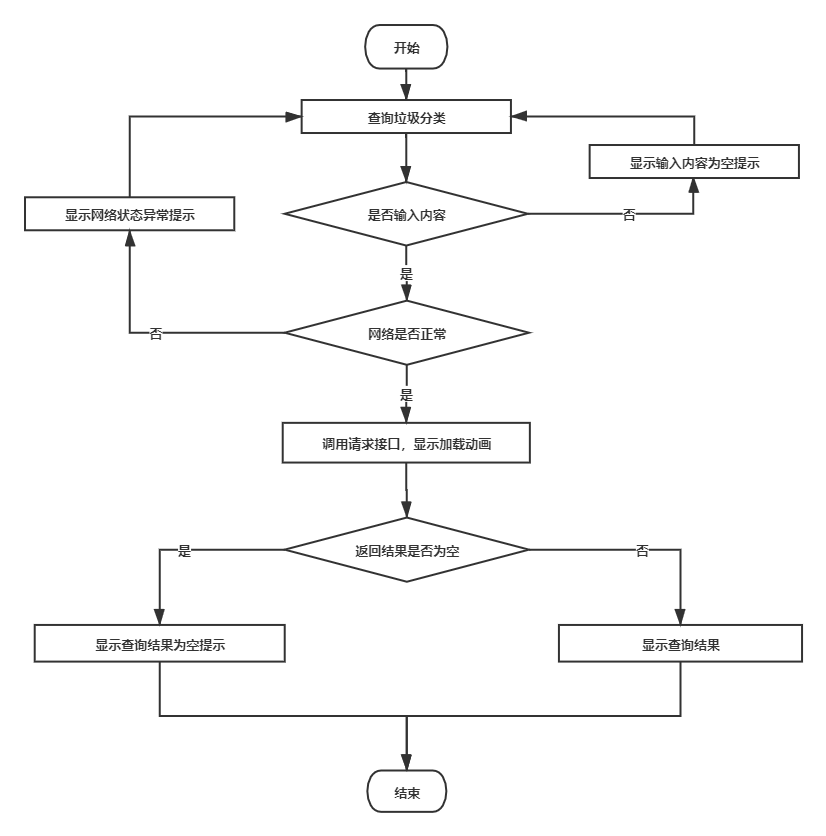 开始
查询垃圾分类
显示输入内容为空提示
显示网络状态异常提示
是否输入内容
否
是
否
网络是否正常
是
调用请求接口，显示加载动画
是
返回结果是否为空
否
显示查询结果为空提示
显示查询结果
结束